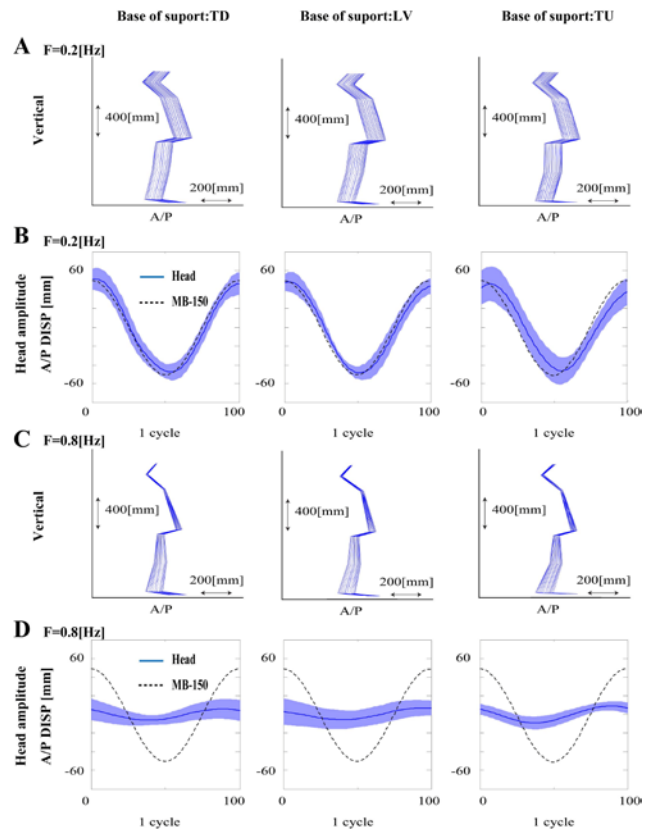 Base of suport:TD Base of suport:LV Base of suport:TU
A F=0.2[Hz]
Vertical
400[mm] 400[mm] 400[mm]
200[mm] 200[mm] 200[mm]
A/P A/P A/P
B F=0.2[Hz]
Head amplitude
A/P DISP [mm]
60 60 60
Head
MB-150
-60 -60 -60
0 100 0 100 0 100
1 cycle 1 cycle 1 cycle
C F=0.8[Hz]
Vertical
400[mm] 400[mm] 400[mm]
200[mm] 200[mm] 200[mm]
A/P A/P A/P
D F=0.8[Hz]
Head amplitude
A/P DISP [mm]
60 60 60
Head
MB-150
-60 -60 -60
0 100 0 100 0 100
1 cycle 1 cycle 1 cycle